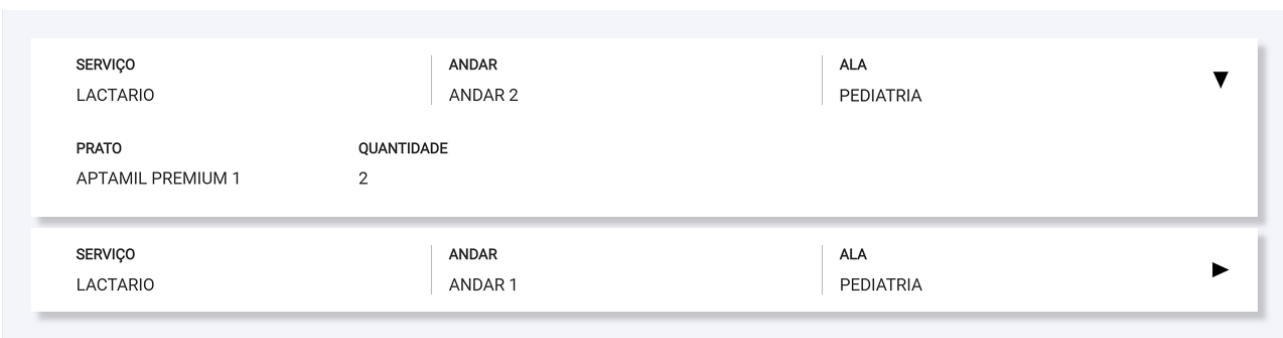 SERVIÇO ANDAR ALA
LACTARIO ANDAR 2 PEDIATRIA
PRATO QUANTIDADE
APTAMIL PREMIUM 1 2
SERVIÇO ANDAR ALA
LACTARIO ANDAR 1 PEDIATRIA